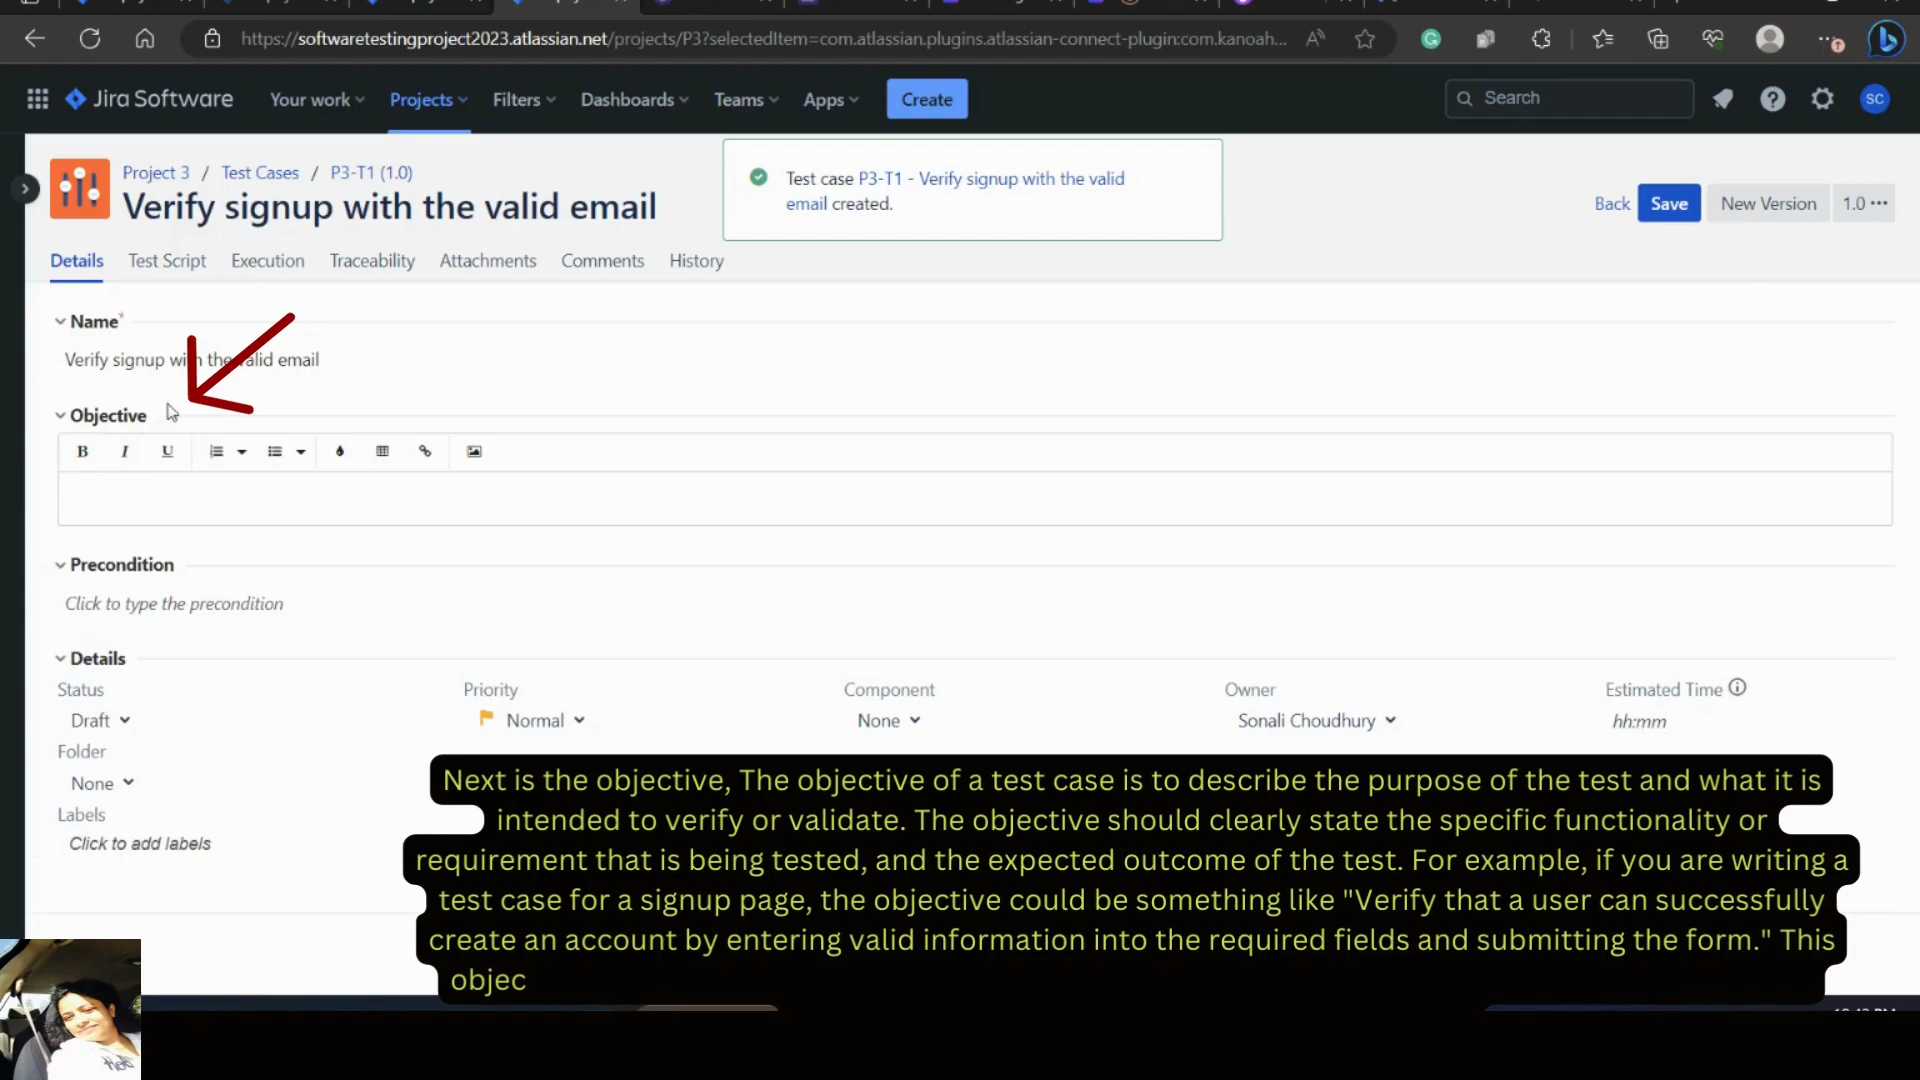 https://softwaretestingproject2023.atlassian.net/projects/P3?selectedItem=com.atlassian.plugins.atlassian-connect-plugin:com.kanoah...
Jira Software Your work Projects Filters Dashboards Teams Apps Create Search SC
Project 3 / Test Cases / P3-T1 (1.0)
Verify signup with the valid email
Test case P3-T1 - Verify signup with the valid
email created.
Back Save New Version 1.0 •••
Details Test Script Execution Traceability Attachments Comments History
Name*
Verify signup with the valid email
Objective
B I U
Precondition
Click to type the precondition
Details
Status Priority Component Owner Estimated Time
Draft Normal None Sonali Choudhury hh:mm
Folder
None
Labels
Click to add labels
Next is the objective, The objective of a test case is to describe the purpose of the test and what it is
intended to verify or validate. The objective should clearly state the specific functionality or
requirement that is being tested, and the expected outcome of the test. For example, if you are writing a
test case for a signup page, the objective could be something like "Verify that a user can successfully
create an account by entering valid information into the required fields and submitting the form." This
objec